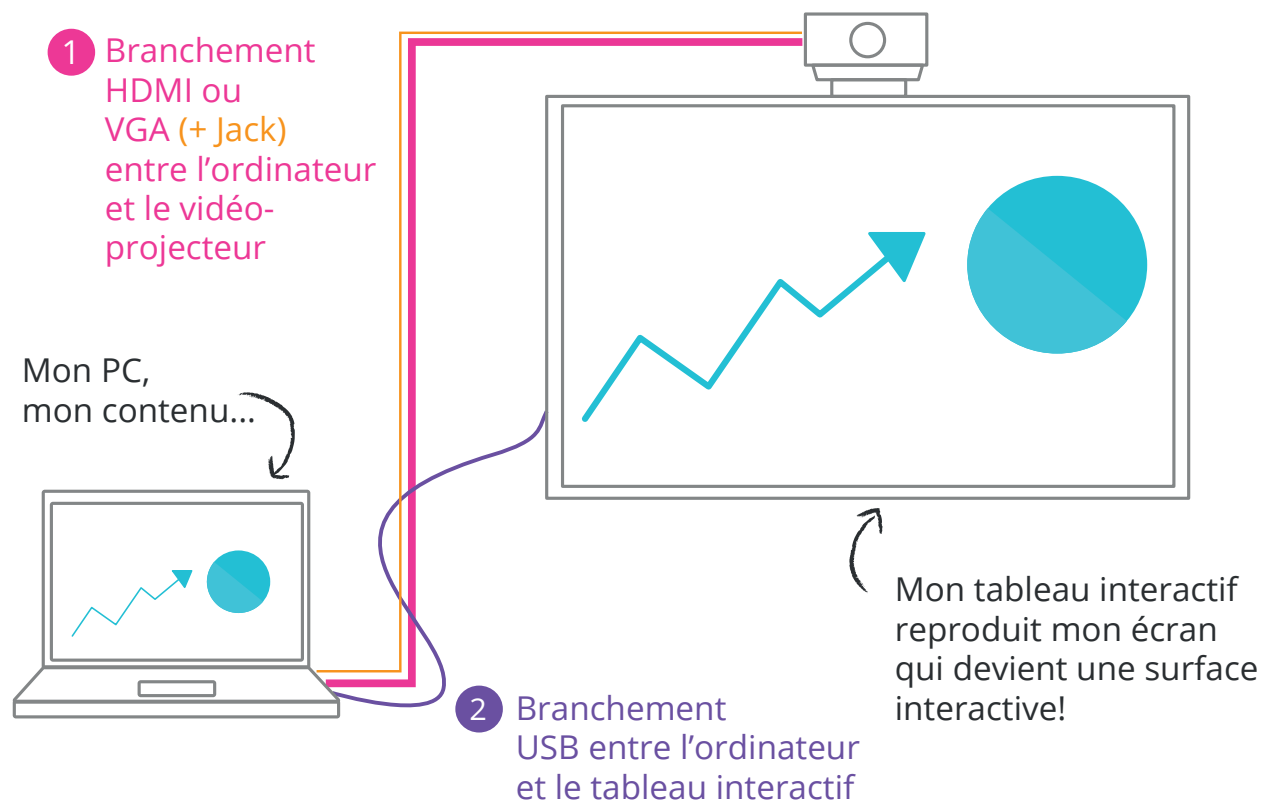 1 Branchement
HDMI ou
VGA (+ Jack)
entre l’ordinateur
et le vidéo-
projecteur
Mon PC,
mon contenu...
Mon tableau interactif
reproduit mon écran
qui devient une surface
interactive!
2 Branchement
USB entre l’ordinateur
et le tableau interactif